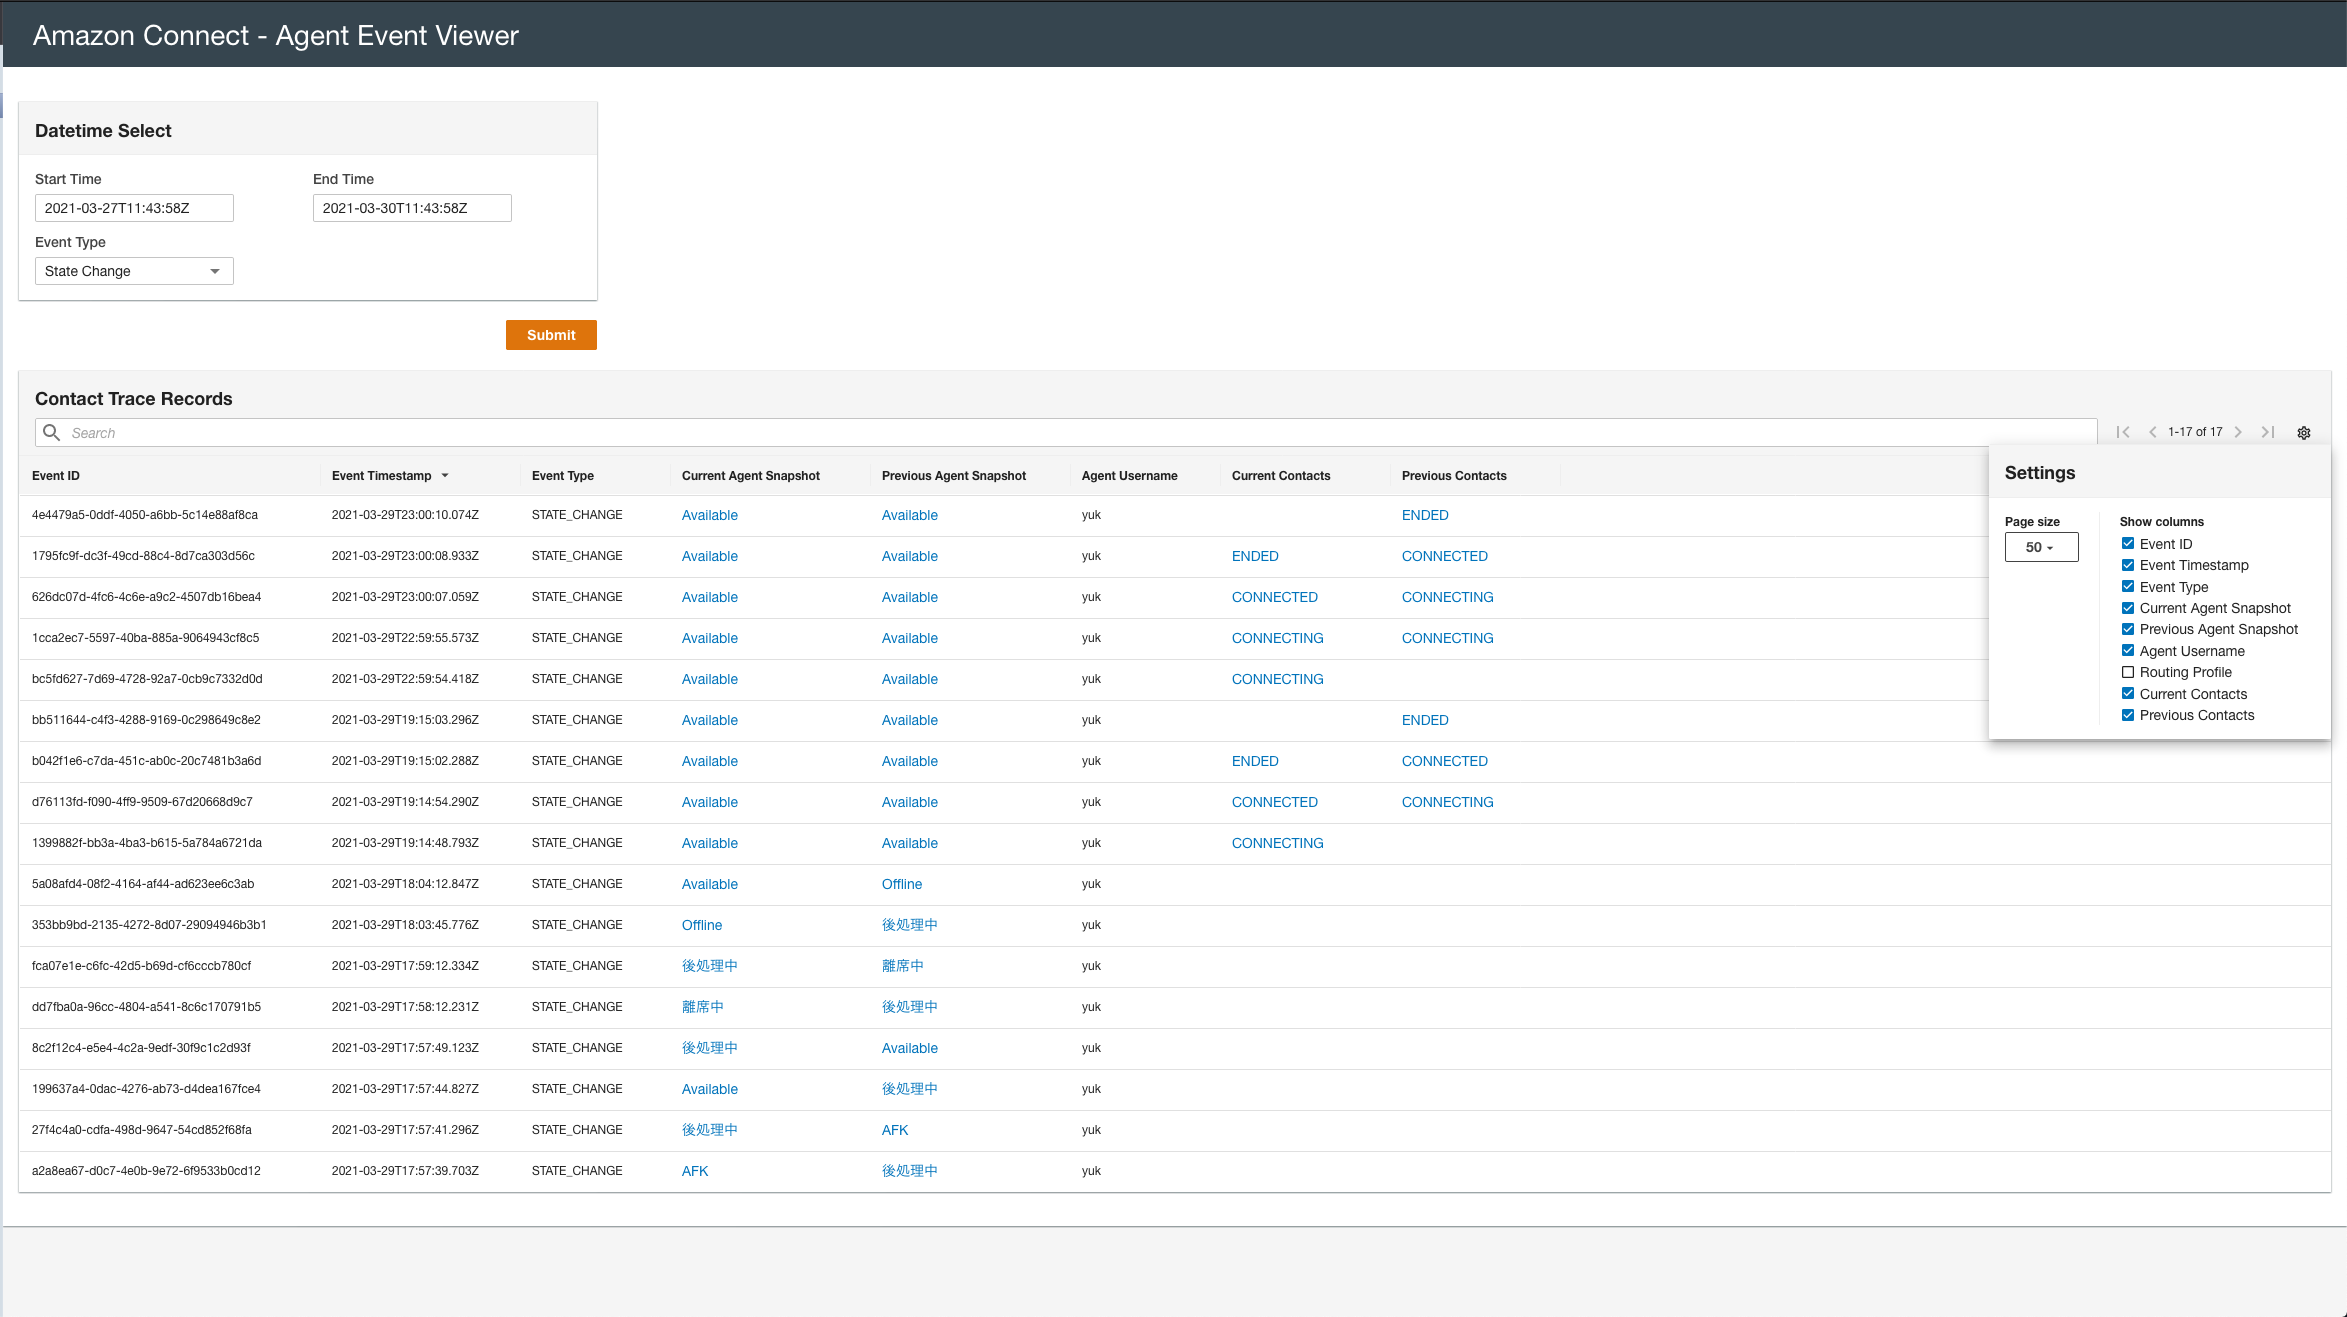 Amazon Connect - Agent Event Viewer
Datetime Select
Start Time End Time
2021-03-27T11:43:58Z 2021-03-30T11:43:58Z
Event Type
State Change
Submit
Contact Trace Records
Search 1-17 of 17
Event ID Event Timestamp Event Type Current Agent Snapshot Previous Agent Snapshot Agent Username Current Contacts Previous Contacts
4e4479a5-0ddf-4050-a6bb-5c14e88af8ca 2021-03-29T23:00:10.074Z STATE_CHANGE Available Available yuk ENDED
1795fc9f-dc3f-49cd-88c4-8d7ca303d56c 2021-03-29T23:00:08.933Z STATE_CHANGE Available Available yuk ENDED CONNECTED
626dc07d-4fc6-4c6e-a9c2-4507db16bea4 2021-03-29T23:00:07.059Z STATE_CHANGE Available Available yuk CONNECTED CONNECTING
1cca2ec7-5597-40ba-885a-9064943cf8c5 2021-03-29T22:59:55.573Z STATE_CHANGE Available Available yuk CONNECTING CONNECTING
bc5fd627-7d69-4728-92a7-0cb9c7332d0d 2021-03-29T22:59:54.418Z STATE_CHANGE Available Available yuk CONNECTING
bb511644-c4f3-4288-9169-0c298649c8e2 2021-03-29T19:15:03.296Z STATE_CHANGE Available Available yuk ENDED
b042f1e6-c7da-451c-ab0c-20c7481b3a6d 2021-03-29T19:15:02.288Z STATE_CHANGE Available Available yuk ENDED CONNECTED
d76113fd-f090-4ff9-9509-67d20668d9c7 2021-03-29T19:14:54.290Z STATE_CHANGE Available Available yuk CONNECTED CONNECTING
1399882f-bb3a-4ba3-b615-5a784a6721da 2021-03-29T19:14:48.793Z STATE_CHANGE Available Available yuk CONNECTING
5a08afd4-08f2-4164-af44-ad623ee6c3ab 2021-03-29T18:04:12.847Z STATE_CHANGE Available Offline yuk
353bb9bd-2135-4272-8d07-29094946b3b1 2021-03-29T18:03:45.776Z STATE_CHANGE Offline 後処理中 yuk
fca07e1e-c6fc-42d5-b69d-cf6cccb780cf 2021-03-29T17:59:12.334Z STATE_CHANGE 後処理中 離席中 yuk
dd7fba0a-96cc-4804-a541-8c6c170791b5 2021-03-29T17:58:12.231Z STATE_CHANGE 離席中 後処理中 yuk
8c2f12c4-e5e4-4c2a-9edf-30f9c1c2d93f 2021-03-29T17:57:49.123Z STATE_CHANGE 後処理中 Available yuk
199637a4-0dac-4276-ab73-d4dea167fce4 2021-03-29T17:57:44.827Z STATE_CHANGE Available 後処理中 yuk
27f4c4a0-cdfa-498d-9647-54cd852f68fa 2021-03-29T17:57:41.296Z STATE_CHANGE 後処理中 AFK yuk
a2a8ea67-d0c7-4e0b-9e72-6f9533b0cd12 2021-03-29T17:57:39.703Z STATE_CHANGE AFK 後処理中 yuk
Settings
Page size
50
Show columns
Event ID
Event Timestamp
Event Type
Current Agent Snapshot
Previous Agent Snapshot
Agent Username
Routing Profile
Current Contacts
Previous Contacts